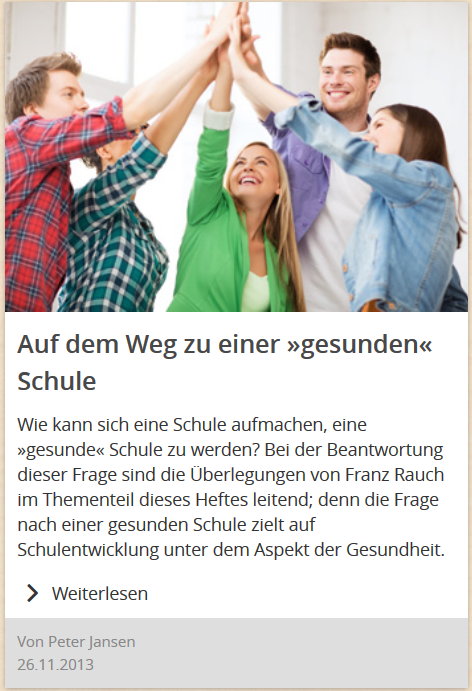 Auf dem Weg zu einer »gesunden«
Schule
Wie kann sich eine Schule aufmachen, eine
»gesunde« Schule zu werden? Bei der Beantwortung
dieser Frage sind die Überlegungen von Franz Rauch
im Thementeil dieses Heftes leitend; denn die Frage
nach einer gesunden Schule zielt auf
Schulentwicklung unter dem Aspekt der Gesundheit.
Weiterlesen
Von Peter Jansen
26.11.2013